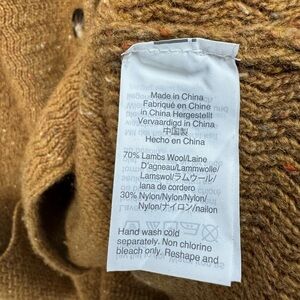 Made in China
Fabriqué en Chine
in China Hergestellt
Vervaardigd in China
中国製
Hecho en China
70% Lambs Wool/Laine
D'agneau/Lammwolle/
Lamswol/ラムウール/
lana de cordero
30% Nylon/Nylon/Nylon/
Nylon/ナイロン/nailon
Hand wash cold
separately. Non chlorine
bleach only. Reshape and